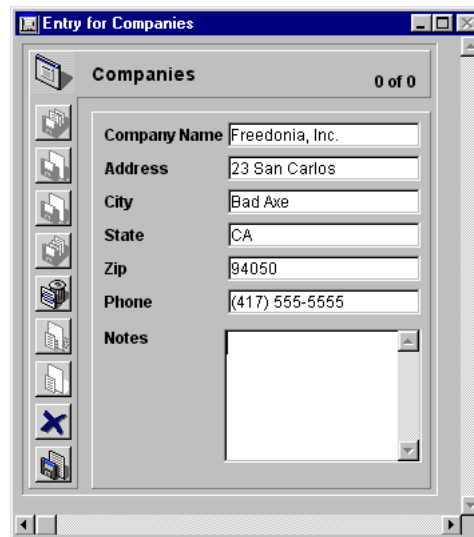 Entry for Companies
Companies
0 of 0
Company Name Freedonia, Inc.
Address 23 San Carlos
City Bad Axe
State CA
Zip 94050
Phone (417) 555-5555
Notes